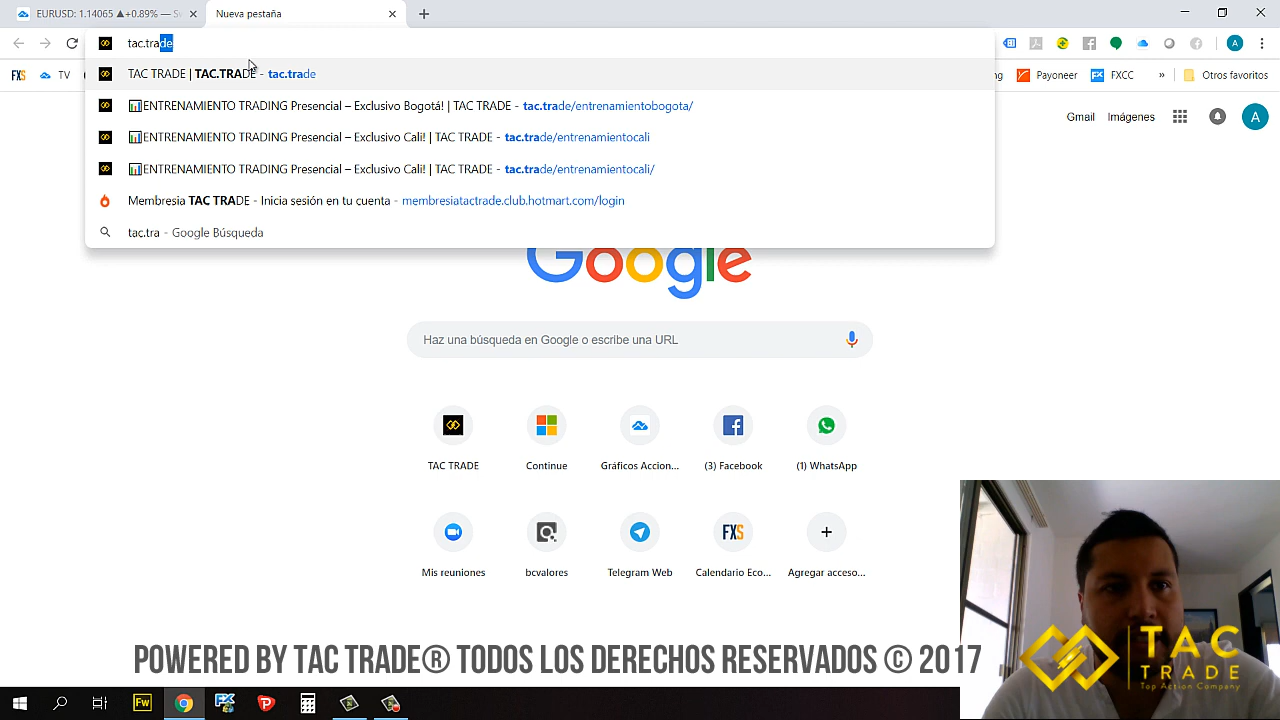 EURUSD: 1.14065 ▲+0.89% —
Nueva pestaña
tac.trade
FXS TV
ng Payoneer FXCC » Otros favoritos
TAC TRADE | TAC.TRADE - tac.trade
📊ENTRENAMIENTO TRADING Presencial – Exclusivo Bogotá! | TAC TRADE - tac.trade/entrenamientobogota/
📊ENTRENAMIENTO TRADING Presencial – Exclusivo Cali! | TAC TRADE - tac.trade/entrenamientocali
📊ENTRENAMIENTO TRADING Presencial – Exclusivo Cali! | TAC TRADE - tac.trade/entrenamientocali/
Membresia TAC TRADE - Inicia sesión en tu cuenta - membresiatactrade.club.hotmart.com/login
tac.tra - Google Búsqueda
Gmail Imágenes A
Google
Haz una búsqueda en Google o escribe una URL
TAC TRADE
Continue
Gráficos Accion...
(3) Facebook
(1) WhatsApp
Mis reuniones
bcvalores
Telegram Web
FXS
Calendario Eco...
Agregar acceso...
POWERED BY TAC TRADE® TODOS LOS DERECHOS RESERVADOS © 2017
TAC
TRADE
Top Action Company
Fw